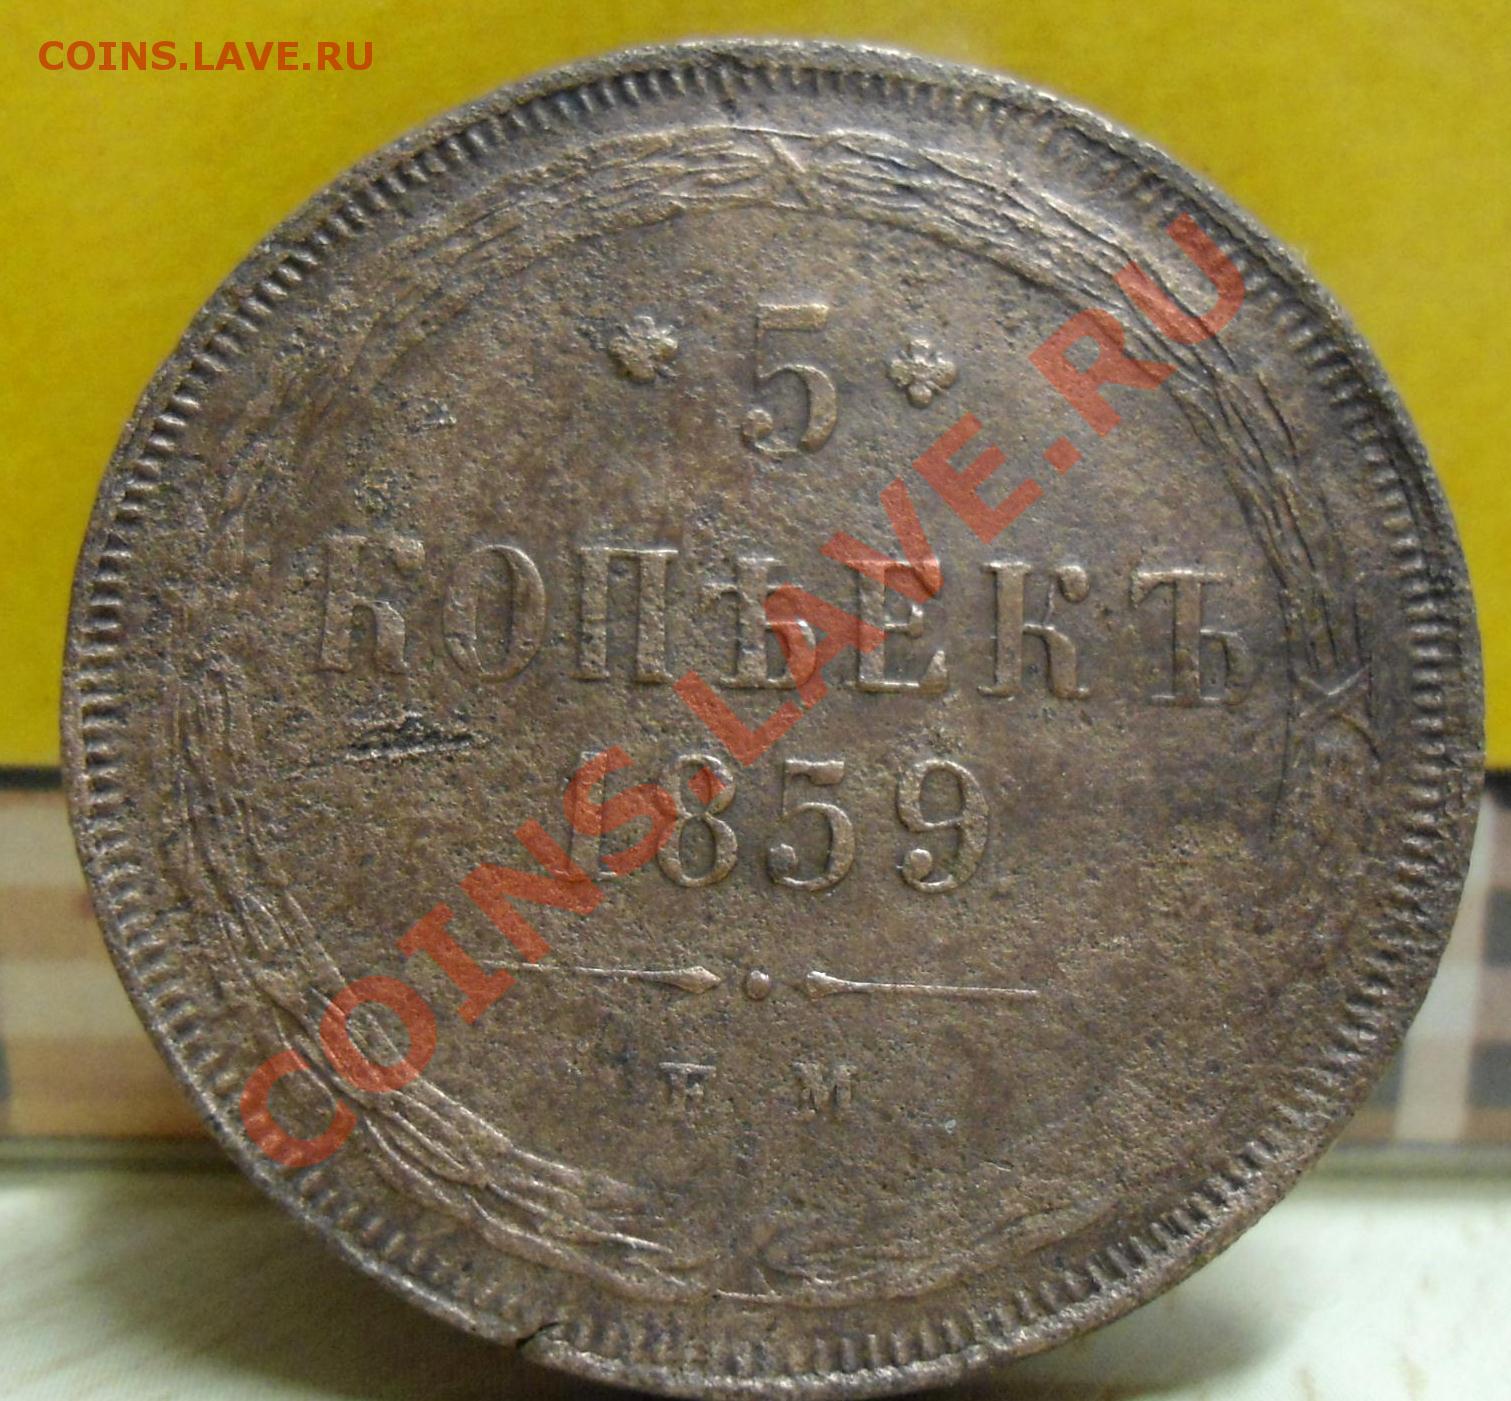 COINS.LAVE.RU
5
КОПѢЕКЪ
1859
Е М
COINS.LAVE.RU